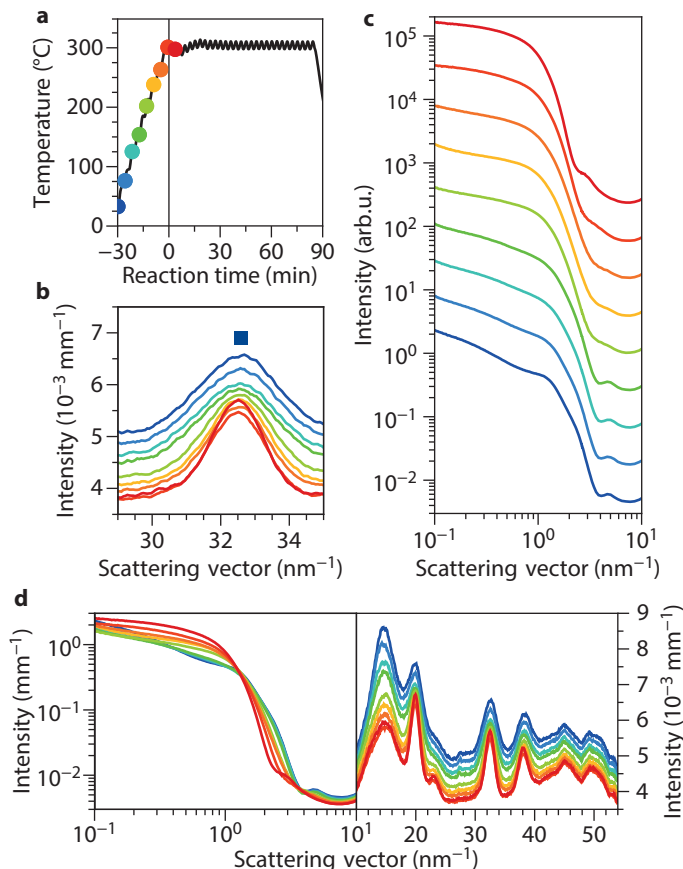 a
Temperature (°C)
400
300
200
100
0
−30 0 30 60 90
Reaction time (min)
b
Intensity (10⁻³ mm⁻¹)
7
6
5
4
30 32 34
Scattering vector (nm⁻¹)
c
Intensity (arb.u.)
10⁵
10⁴
10³
10²
10¹
10⁰
10⁻¹
10⁻²
10⁻¹ 10⁰ 10¹
Scattering vector (nm⁻¹)
d
Intensity (mm⁻¹)
10⁰
10⁻¹
10⁻²
9
8
7
6
5
4
Intensity (10⁻³ mm⁻¹)
10⁻¹ 10⁰ 10¹ 20 30 40 50
Scattering vector (nm⁻¹)